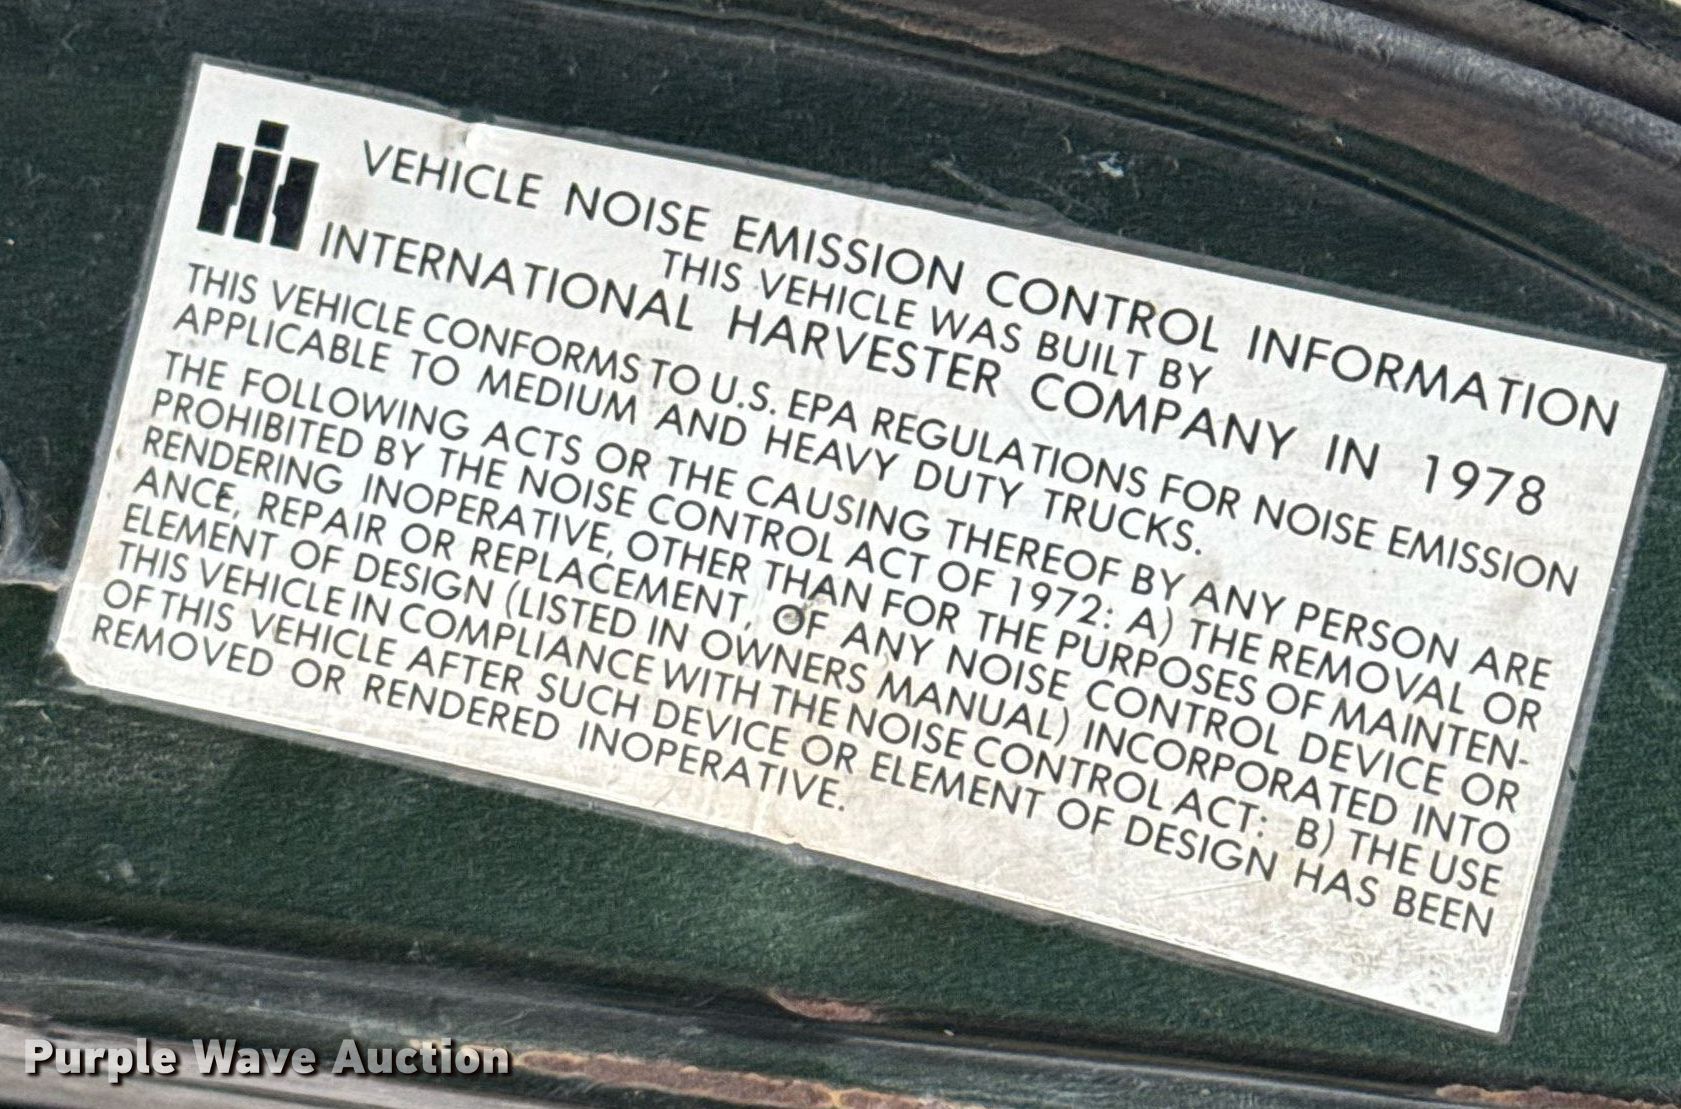 VEHICLE NOISE EMISSION CONTROL INFORMATION
THIS VEHICLE WAS BUILT BY
INTERNATIONAL HARVESTER COMPANY IN 1978
THIS VEHICLE CONFORMS TO U.S. EPA REGULATIONS FOR NOISE EMISSION
APPLICABLE TO MEDIUM AND HEAVY DUTY TRUCKS.
THE FOLLOWING ACTS OR THE CAUSING THEREOF BY ANY PERSON ARE
PROHIBITED BY THE NOISE CONTROL ACT OF 1972: A) THE REMOVAL OR
RENDERING INOPERATIVE, OTHER THAN FOR THE PURPOSES OF MAINTEN-
ANCE, REPAIR OR REPLACEMENT, OF ANY NOISE CONTROL DEVICE OR
ELEMENT OF DESIGN (LISTED IN OWNERS MANUAL) INCORPORATED INTO
THIS VEHICLE IN COMPLIANCE WITH THE NOISE CONTROL ACT: B) THE USE
OF THIS VEHICLE AFTER SUCH DEVICE OR ELEMENT OF DESIGN HAS BEEN
REMOVED OR RENDERED INOPERATIVE.
Purple Wave Auction